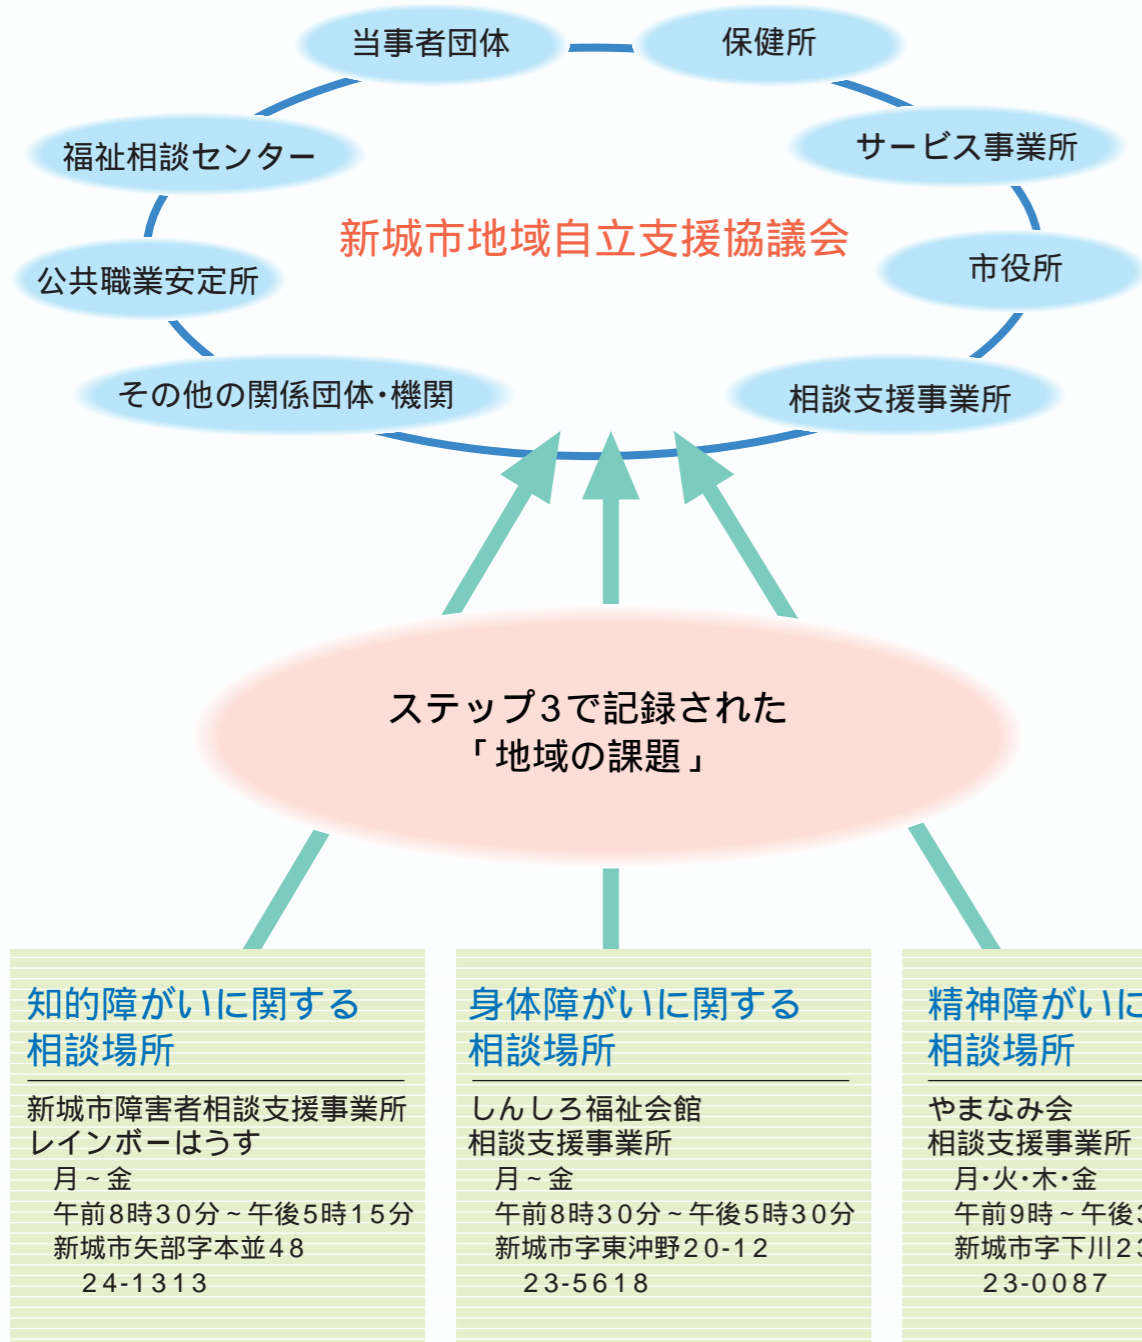 当事者団体
保健所
福祉相談センター
サービス事業所
新城市地域自立支援協議会
公共職業安定所
市役所
その他の関係団体・機関
相談支援事業所
ステップ3で記録された
「地域の課題」
知的障がいに関する
相談場所
新城市障害者相談支援事業所
レインボーはうす
月~金
午前8時30分~午後5時15分
新城市矢部字本並48
24-1313
身体障がいに関する
相談場所
しんしろ福祉会館
相談支援事業所
月~金
午前8時30分~午後5時30分
新城市字東沖野20-12
23-5618
精神障がいに
相談場所
やまなみ会
相談支援事業所
月・火・木・金
午前9時~午後3
新城市字下川23
23-0087